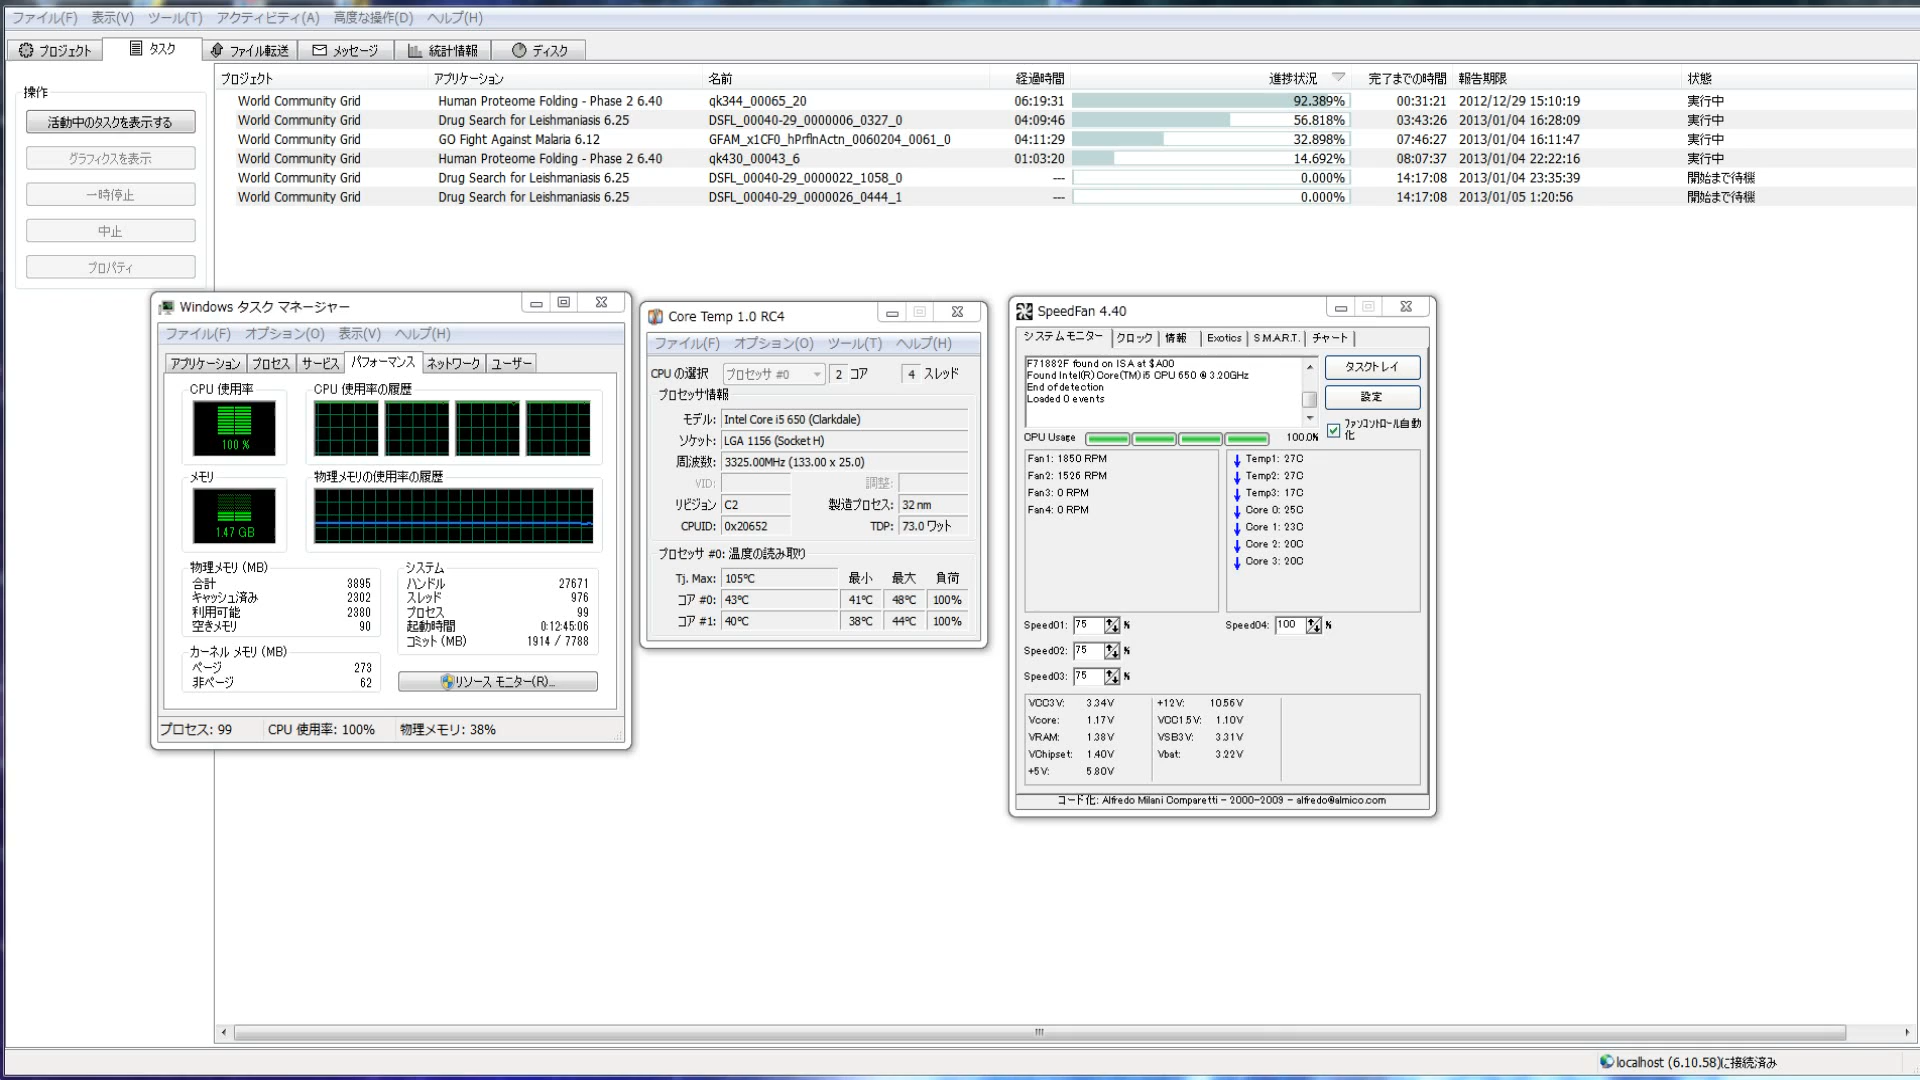 ファイル(F) 表示(V) ツール(T) アクティビティ(A) 高度な操作(D) ヘルプ(H)
プロジェクト タスク ファイル転送 メッセージ 統計情報 ディスク
操作
活動中のタスクを表示する
グラフィクスを表示
一時停止
中止
プロパティ
プロジェクト アプリケーション 名前 経過時間 進捗状況 完了までの時間 報告期限 状態
World Community Grid Human Proteome Folding - Phase 2 6.40 qk344_00065_20 06:19:31 92.389% 00:31:21 2012/12/29 15:10:19 実行中
World Community Grid Drug Search for Leishmaniasis 6.25 DSFL_00040-29_0000006_0327_0 04:09:46 56.818% 03:43:26 2013/01/04 16:28:09 実行中
World Community Grid GO Fight Against Malaria 6.12 GFAM_x1CF0_hPrflnActn_0060204_0061_0 04:11:29 32.898% 07:46:27 2013/01/04 16:11:47 実行中
World Community Grid Human Proteome Folding - Phase 2 6.40 qk430_00043_6 01:03:20 14.692% 08:07:37 2013/01/04 22:22:16 実行中
World Community Grid Drug Search for Leishmaniasis 6.25 DSFL_00040-29_0000022_1058_0 --- 0.000% 14:17:08 2013/01/04 23:35:39 開始まで待機
World Community Grid Drug Search for Leishmaniasis 6.25 DSFL_00040-29_0000026_0444_1 --- 0.000% 14:17:08 2013/01/05 1:20:56 開始まで待機
Windows タスク マネージャー
ファイル(F) オプション(O) 表示(V) ヘルプ(H)
アプリケーション プロセス サービス パフォーマンス ネットワーク ユーザー
CPU 使用率 CPU 使用率の履歴
100 %
メモリ 物理メモリの使用率の履歴
1.47 GB
物理メモリ (MB)
合計 3895
キャッシュ済み 2302
利用可能 2380
空きメモリ 90
カーネル メモリ (MB)
ページ 273
非ページ 62
システム
ハンドル 27671
スレッド 976
プロセス 99
起動時間 0:12:45:06
コミット (MB) 1914 / 7788
リソース モニター(R)...
プロセス: 99 CPU 使用率: 100% 物理メモリ: 38%
Core Temp 1.0 RC4
ファイル(F) オプション(O) ツール(T) ヘルプ(H)
CPU の選択 プロセッサ #0 2 コア 4 スレッド
プロセッサ情報
モデル: Intel Core i5 650 (Clarkdale)
ソケット: LGA 1156 (Socket H)
周波数: 3325.00MHz (133.00 x 25.0)
VID: 調整:
リビジョン C2 製造プロセス: 32 nm
CPUID: 0x20652 TDP: 73.0 ワット
プロセッサ #0: 温度の読み取り
Tj. Max: 105℃ 最小 最大 負荷
コア #0: 43℃ 41℃ 48℃ 100%
コア #1: 40℃ 38℃ 44℃ 100%
SpeedFan 4.40
システムモニター クロック 情報 Exotics S.M.A.R.T. チャート
F71882F found on ISA at $A00
Found Intel(R) Core(TM) i5 CPU 650 @ 3.20GHz
End of detection
Loaded 0 events
タスクトレイ
設定
ファンコントロール自動化
CPU Usage 100.0%
Fan1: 1850 RPM
Fan2: 1526 RPM
Fan3: 0 RPM
Fan4: 0 RPM
Temp1: 27C
Temp2: 27C
Temp3: 17C
Core 0: 25C
Core 1: 23C
Core 2: 20C
Core 3: 20C
Speed01: 75 %
Speed02: 75 %
Speed03: 75 %
Speed04: 100 %
VCC3V: 3.34V +12V: 10.56V
Vcore: 1.17V VCC1.5V: 1.10V
VRAM: 1.38V VSB3V: 3.31V
VChipset: 1.40V Vbat: 3.22V
+5V: 5.80V
コード化: Alfredo Milani Comparetti - 2000-2009 - alfredo@almico.com
localhost (6.10.58)に接続済み